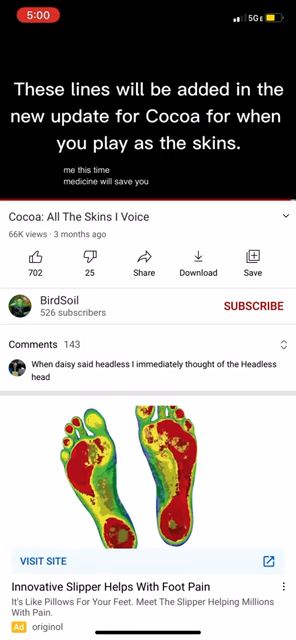 5:00
5GE
These lines will be added in the
new update for Cocoa for when
you play as the skins.
me this time
medicine will save you
Cocoa: All The Skins I Voice
66K views · 3 months ago
702
25
Share
Download
Save
BirdSoil
526 subscribers
SUBSCRIBE
Comments 143
When daisy said headless I immediately thought of the Headless
head
VISIT SITE
Innovative Slipper Helps With Foot Pain
It's Like Pillows For Your Feet. Meet The Slipper Helping Millions
With Pain.
Ad originol